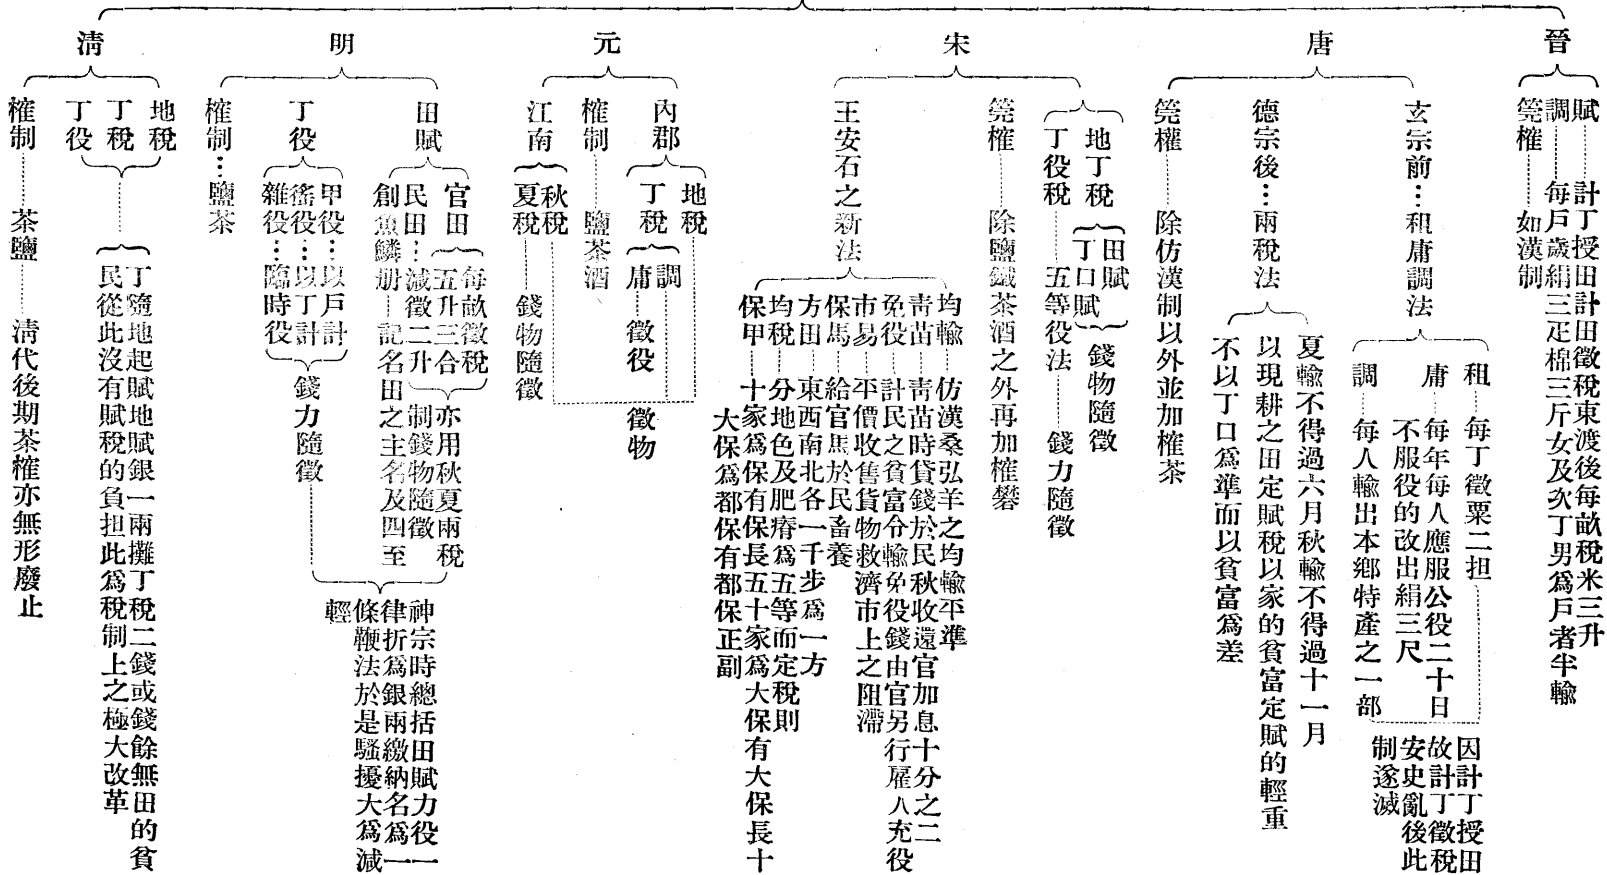 晉
賦……計丁授田計田徵稅東渡後每畝稅米三升
調……每戶歲絹三疋棉三斤女及次丁男爲戶者半輸
筦榷……如漢制
唐
玄宗前…租庸調法
租……每丁徵粟二担
庸……每年每人應服公役二十日
不服役的改出絹三尺
調……每人輸出本鄉特產之一部
因計丁授田
故計丁徵稅
安史亂後此
制遂滅
德宗後…兩稅法
夏輸不得過六月秋輸不得過十一月
以現耕之田定賦稅以家的貧富定賦的輕重
不以丁口爲準而以貧富爲差
筦權……除仿漢制以外並加榷茶
宋
地丁稅
田賦
丁口賦
錢物隨徵
丁役稅……五等役法……錢力隨徵
筦榷……除鹽鐵茶酒之外再加榷礬
王安石之新法
均輸……仿漢桑弘羊之均輸平準
靑苗……靑苗時貸錢於民秋收還官加息十分之二
免役……計民之貧富令輸免役錢由官另行雇人充役
市易……平價收售貨物救濟市上之阻滯
保馬……給官馬於民畜養
方田……東西南北各一千步爲一方
均稅……分地色及肥瘠爲五等而定稅則
保甲……十家爲保有保長五十家爲大保有大保長十
大保爲都保有都保正副
元
內郡
地稅
丁稅
調
庸……徵役
徵物
榷制……鹽茶酒
江南
秋稅
夏稅……錢物隨徵
明
田賦
官田
每畝徵稅
五升三合
民田…減徵二升
創魚鱗册—記名田之主名及四至
亦用秋夏兩稅
制錢物隨徵
丁役
甲役…以戶計
徭役…以丁計
雜役…臨時役
錢力隨徵
神宗時總括田賦力役一
律折爲銀兩繳納名爲一
條鞭法於是騷擾大爲減
輕
榷制…鹽茶
淸
地稅
丁稅
丁役
丁隨地起賦地賦銀一兩攤丁稅二錢或錢餘無田的貧
民從此沒有賦稅的負担此爲稅制上之極大改革
榷制……茶鹽……淸代後期茶榷亦無形廢止